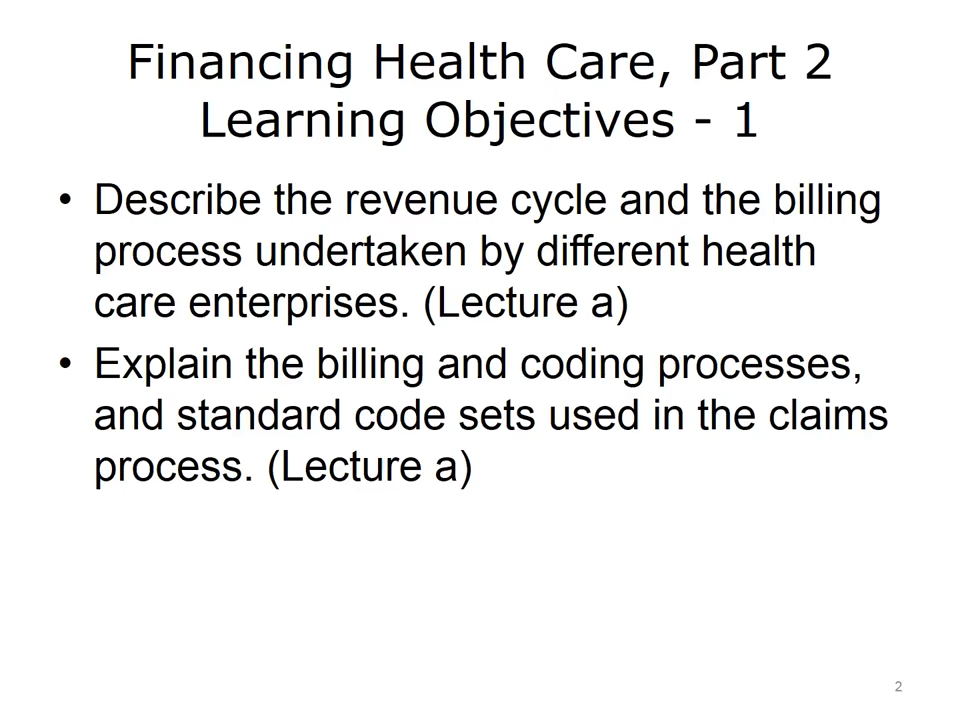 Financing Health Care, Part 2
Learning Objectives - 1
• Describe the revenue cycle and the billing
process undertaken by different health
care enterprises. (Lecture a)
• Explain the billing and coding processes,
and standard code sets used in the claims
process. (Lecture a)
2